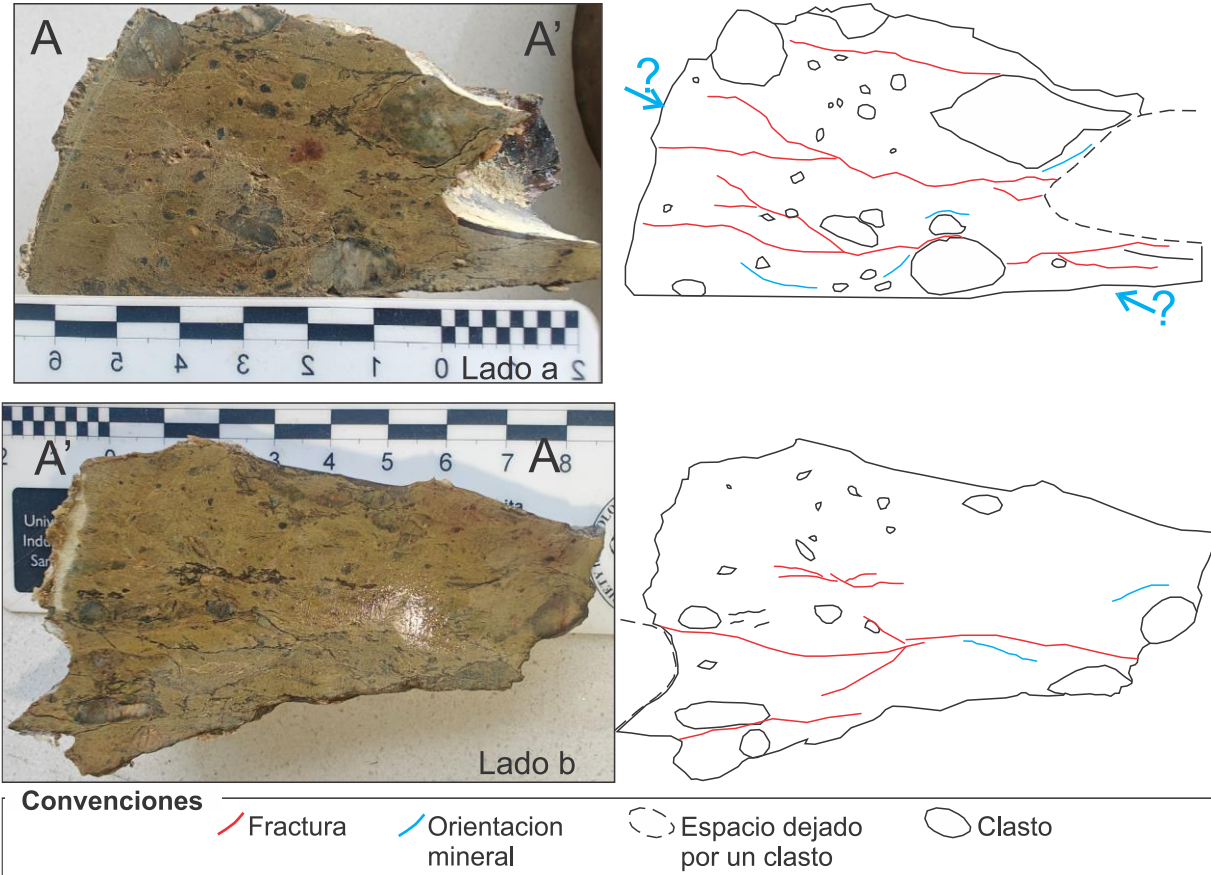 A
A'
?
6 5 4 3 2 1 0 2
Lado a
?
A'
3 4 5 6 7 A 8
Lado b
Convenciones
Fractura
Orientacion
mineral
Espacio dejado
por un clasto
Clasto